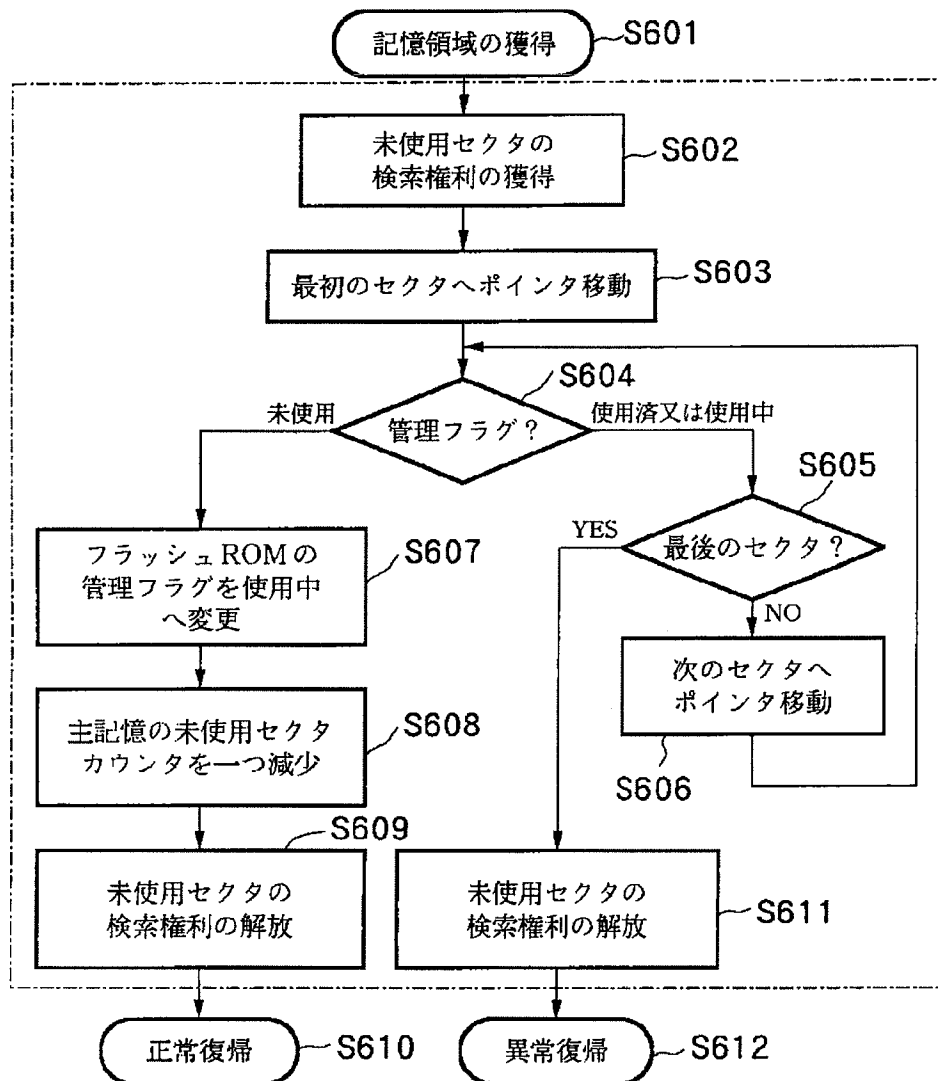 記憶領域の獲得
S601
未使用セクタの
検索権利の獲得
S602
最初のセクタへポインタ移動
S603
S604
管理フラグ？
未使用
使用済又は使用中
S605
最後のセクタ？
YES
NO
フラッシュROMの
管理フラグを使用中
へ変更
S607
次のセクタへ
ポインタ移動
S606
主記憶の未使用セクタ
カウンタを一つ減少
S608
S609
未使用セクタの
検索権利の解放
未使用セクタの
検索権利の解放
S611
正常復帰
S610
異常復帰
S612